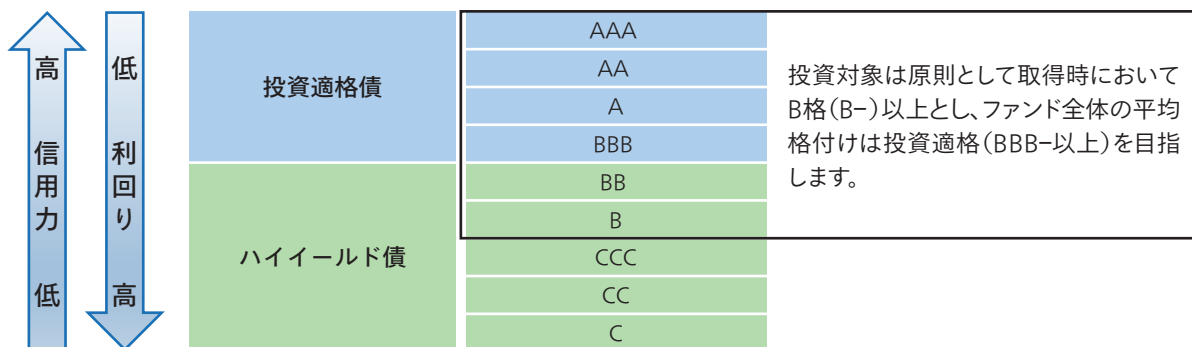 高 信用力 低
低 利回り 高
投資適格債
ハイイールド債
AAA
AA
A
BBB
BB
B
CCC
CC
C
投資対象は原則として取得時において
B格(B−)以上とし、ファンド全体の平均
格付けは投資適格(BBB−以上)を目指
します。